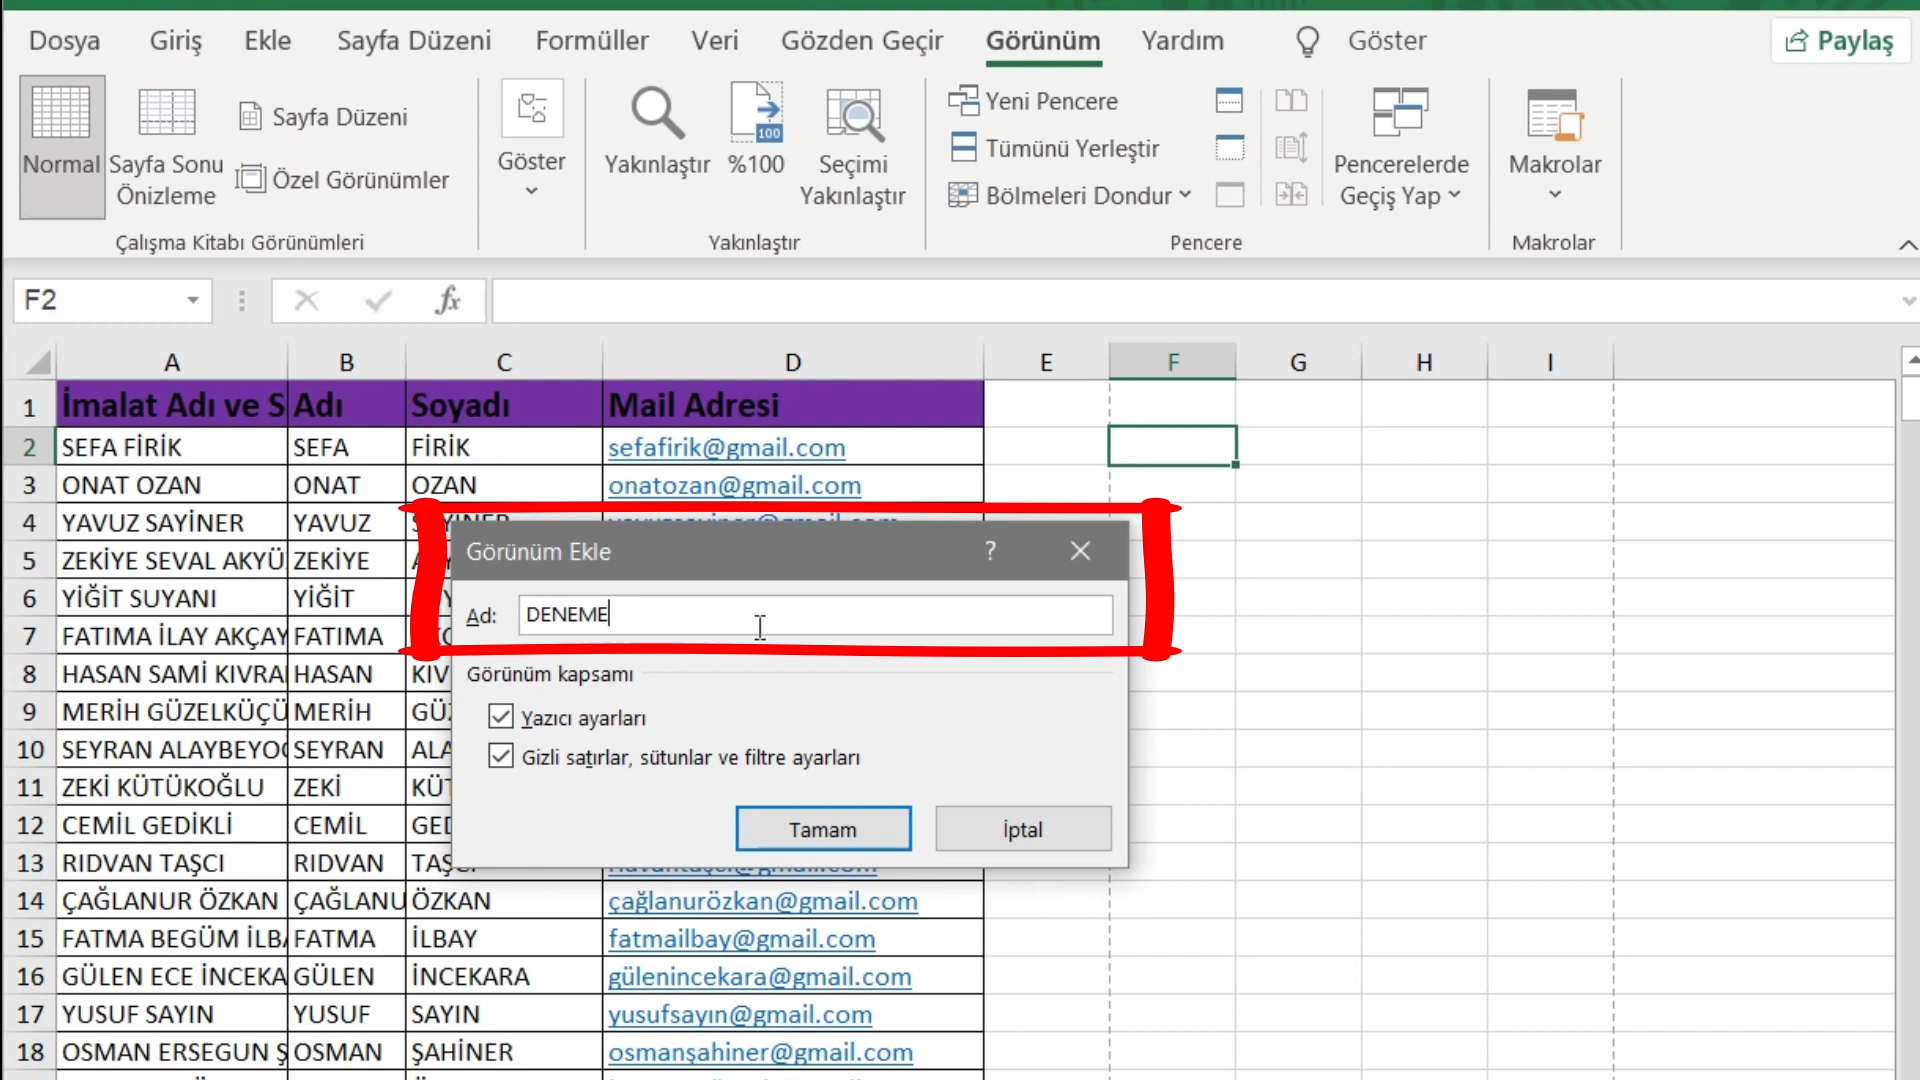 Dosya Giriş Ekle Sayfa Düzeni Formüller Veri Gözden Geçir Görünüm Yardım Göster Paylaş
Normal
Sayfa Sonu
Önizleme
Sayfa Düzeni
Özel Görünümler
Çalışma Kitabı Görünümleri
Göster
Yakınlaştır
100
%100
Seçimi
Yakınlaştır
Yakınlaştır
Yeni Pencere
Tümünü Yerleştir
Bölmeleri Dondur
Pencerelerde
Geçiş Yap
Pencere
Makrolar
Makrolar
F2 fx
A B C D E F G H I
1 İmalat Adı ve S Adı Soyadı Mail Adresi
2 SEFA FİRİK SEFA FİRİK sefafirik@gmail.com
3 ONAT OZAN ONAT OZAN onatozan@gmail.com
4 YAVUZ SAYİNER YAVUZ
5 ZEKİYE SEVAL AKYÜ ZEKİYE
6 YİĞİT SUYANI YİĞİT
7 FATIMA İLAY AKÇAY FATIMA
8 HASAN SAMİ KIVRA HASAN KIV
9 MERİH GÜZELKÜÇÜ MERİH GÜ
10 SEYRAN ALAYBEYO SEYRAN ALA
11 ZEKİ KÜTÜKOĞLU ZEKİ KÜT
12 CEMİL GEDİKLİ CEMİL GED
13 RIDVAN TAŞCI RIDVAN TAŞ
14 ÇAĞLANUR ÖZKAN ÇAĞLANU ÖZKAN çağlanurözkan@gmail.com
15 FATMA BEGÜM İLBA FATMA İLBAY fatmailbay@gmail.com
16 GÜLEN ECE İNCEKA GÜLEN İNCEKARA gülenincekara@gmail.com
17 YUSUF SAYIN YUSUF SAYIN yusufsayın@gmail.com
18 OSMAN ERSEGUN Ş OSMAN ŞAHİNER osmanşahiner@gmail.com
Görünüm Ekle ?
Ad: DENEME
Görünüm kapsamı
Yazıcı ayarları
Gizli satırlar, sütunlar ve filtre ayarları
Tamam İptal